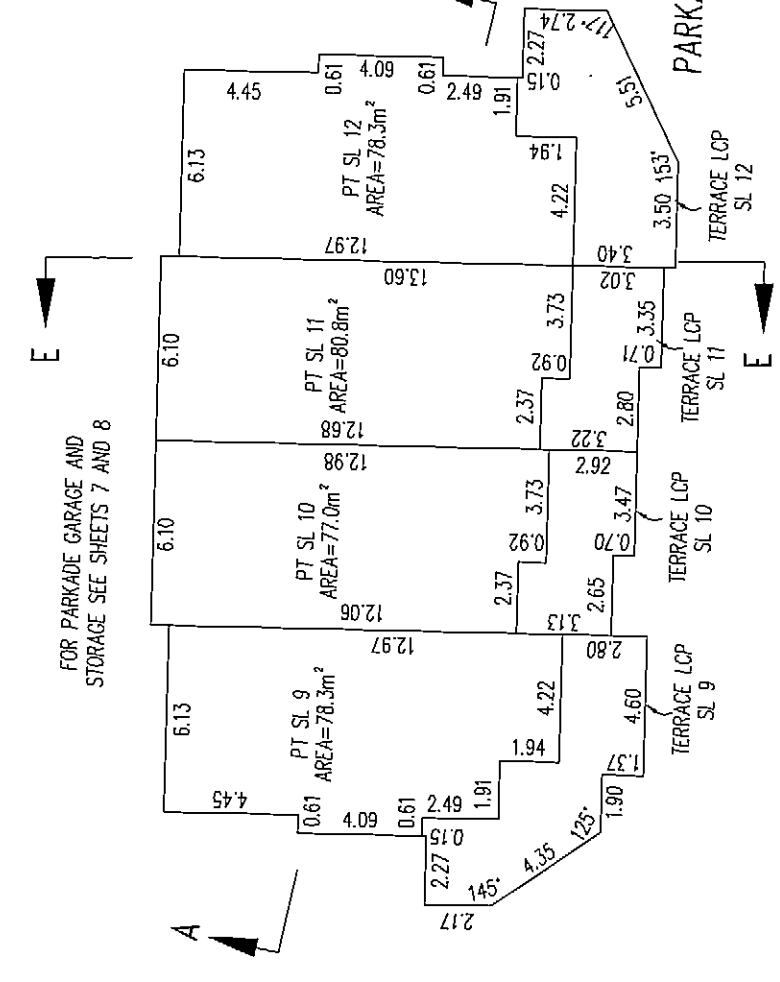 PARKA
2.74
117°
2.27
0.15
5.51
4.45
0.61
4.09
0.61
2.49
1.91
6.13
PT SL 12
AREA=78.3m²
1.94
4.22
12.97
3.40
3.50
153°
TERRACE LCP
SL 12
E
E
13.60
3.02
6.10
PT SL 11
AREA=80.8m²
3.73
0.92
2.37
3.35
0.71
2.80
TERRACE LCP
SL 11
12.68
3.22
FOR PARKADE GARAGE AND
STORAGE SEE SHEETS 7 AND 8
12.98
2.62
6.10
PT SL 10
AREA=77.0m²
3.73
0.92
2.37
3.47
0.70
2.65
TERRACE LCP
SL 10
12.06
3.13
12.97
2.80
6.13
PT SL 9
AREA=78.3m²
4.22
1.94
1.91
4.60
1.37
1.90
TERRACE LCP
SL 9
4.45
0.61
4.09
0.61
2.49
0.15
2.27
145°
4.35
125°
2.17
A